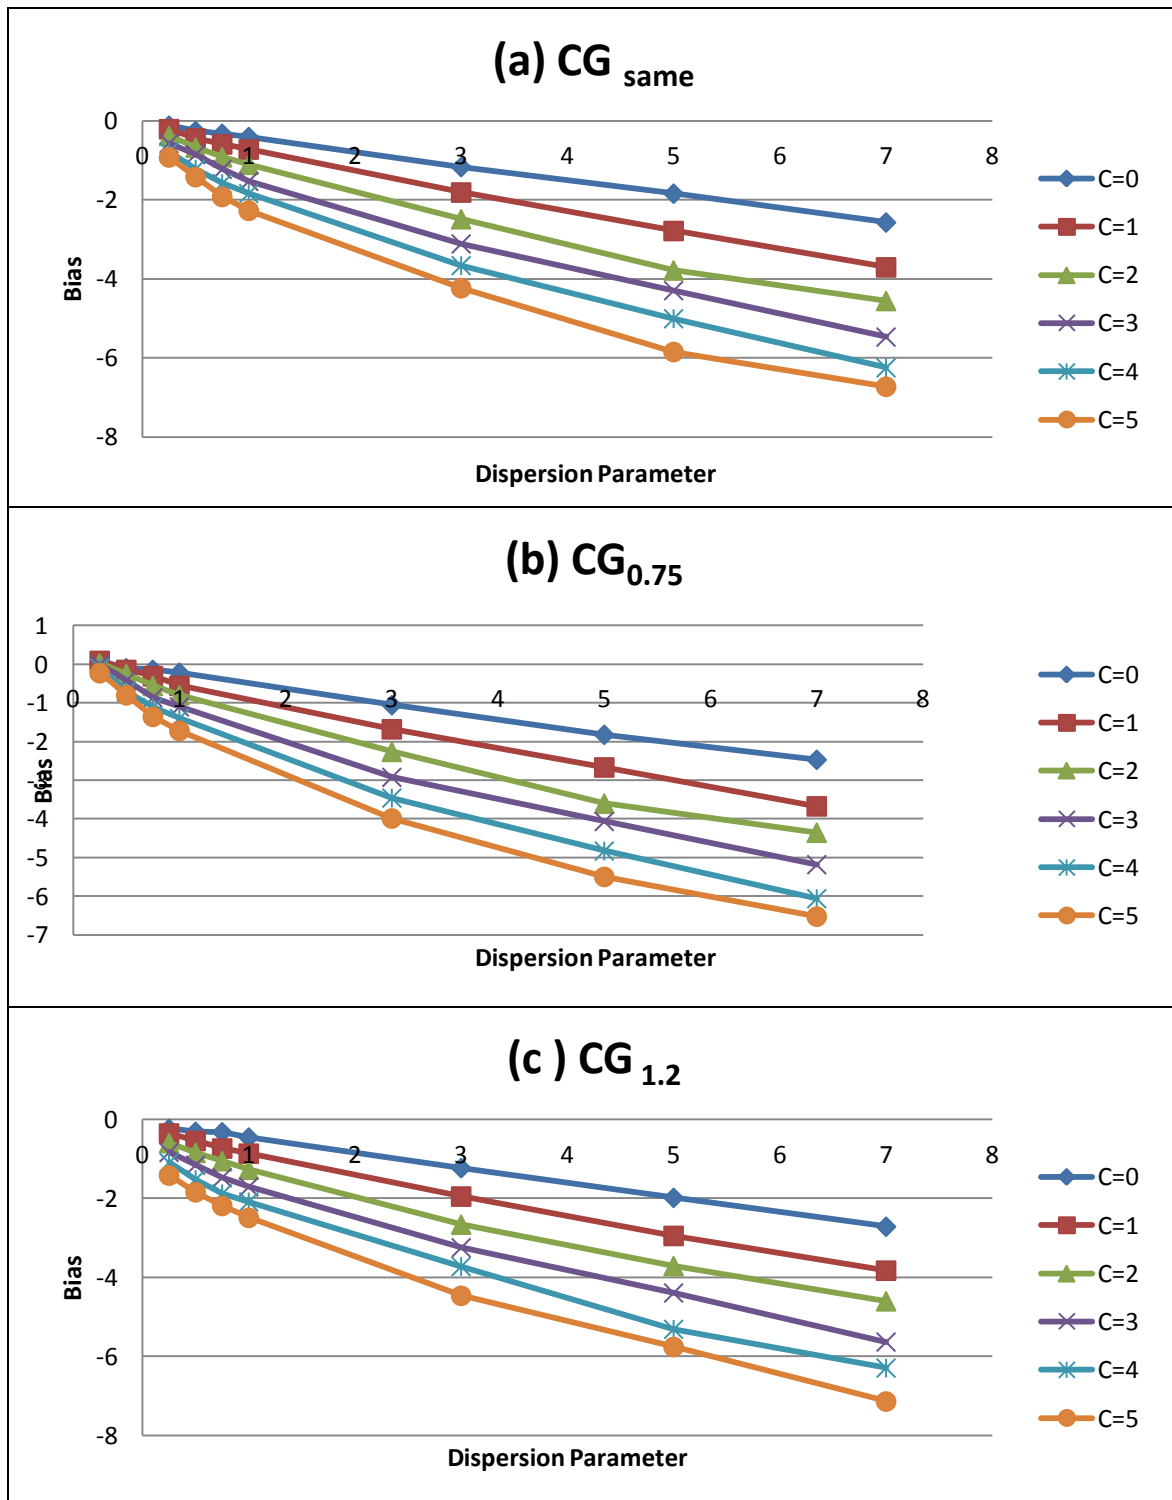 (a) CG same
0
0 1 2 3 4 5 6 7 8
-2
-4
-6
-8
Bias
Dispersion Parameter
C=0
C=1
C=2
C=3
C=4
C=5
(b) CG0.75
1
0
0 1 2 3 4 5 6 7 8
-1
-2
-3
-4
-5
-6
-7
Bias
Dispersion Parameter
C=0
C=1
C=2
C=3
C=4
C=5
(c ) CG 1.2
0
0 1 2 3 4 5 6 7 8
-2
-4
-6
-8
Bias
Dispersion Parameter
C=0
C=1
C=2
C=3
C=4
C=5